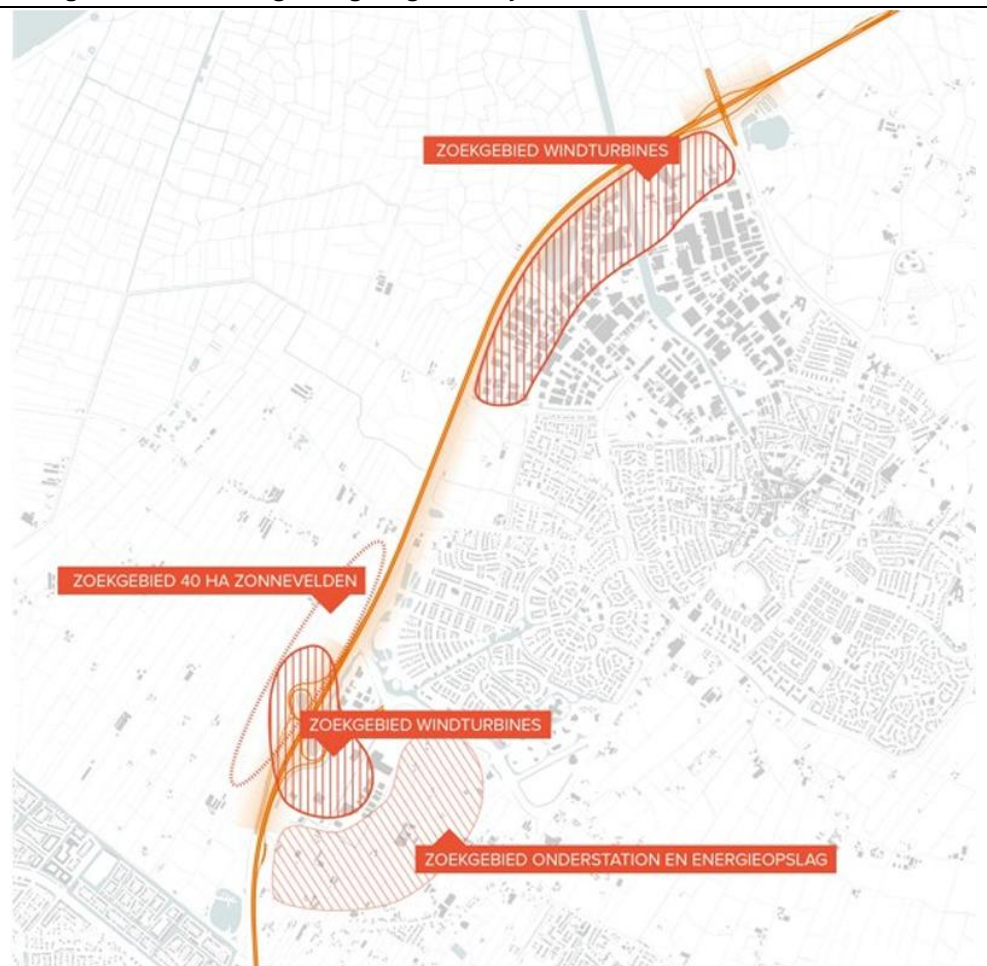 ZOEKGEBIED WINDTURBINES
ZOEKGEBIED 40 HA ZONNEVELDEN
ZOEKGEBIED WINDTURBINES
ZOEKGEBIED ONDERSTATION EN ENERGIEOPSLAG